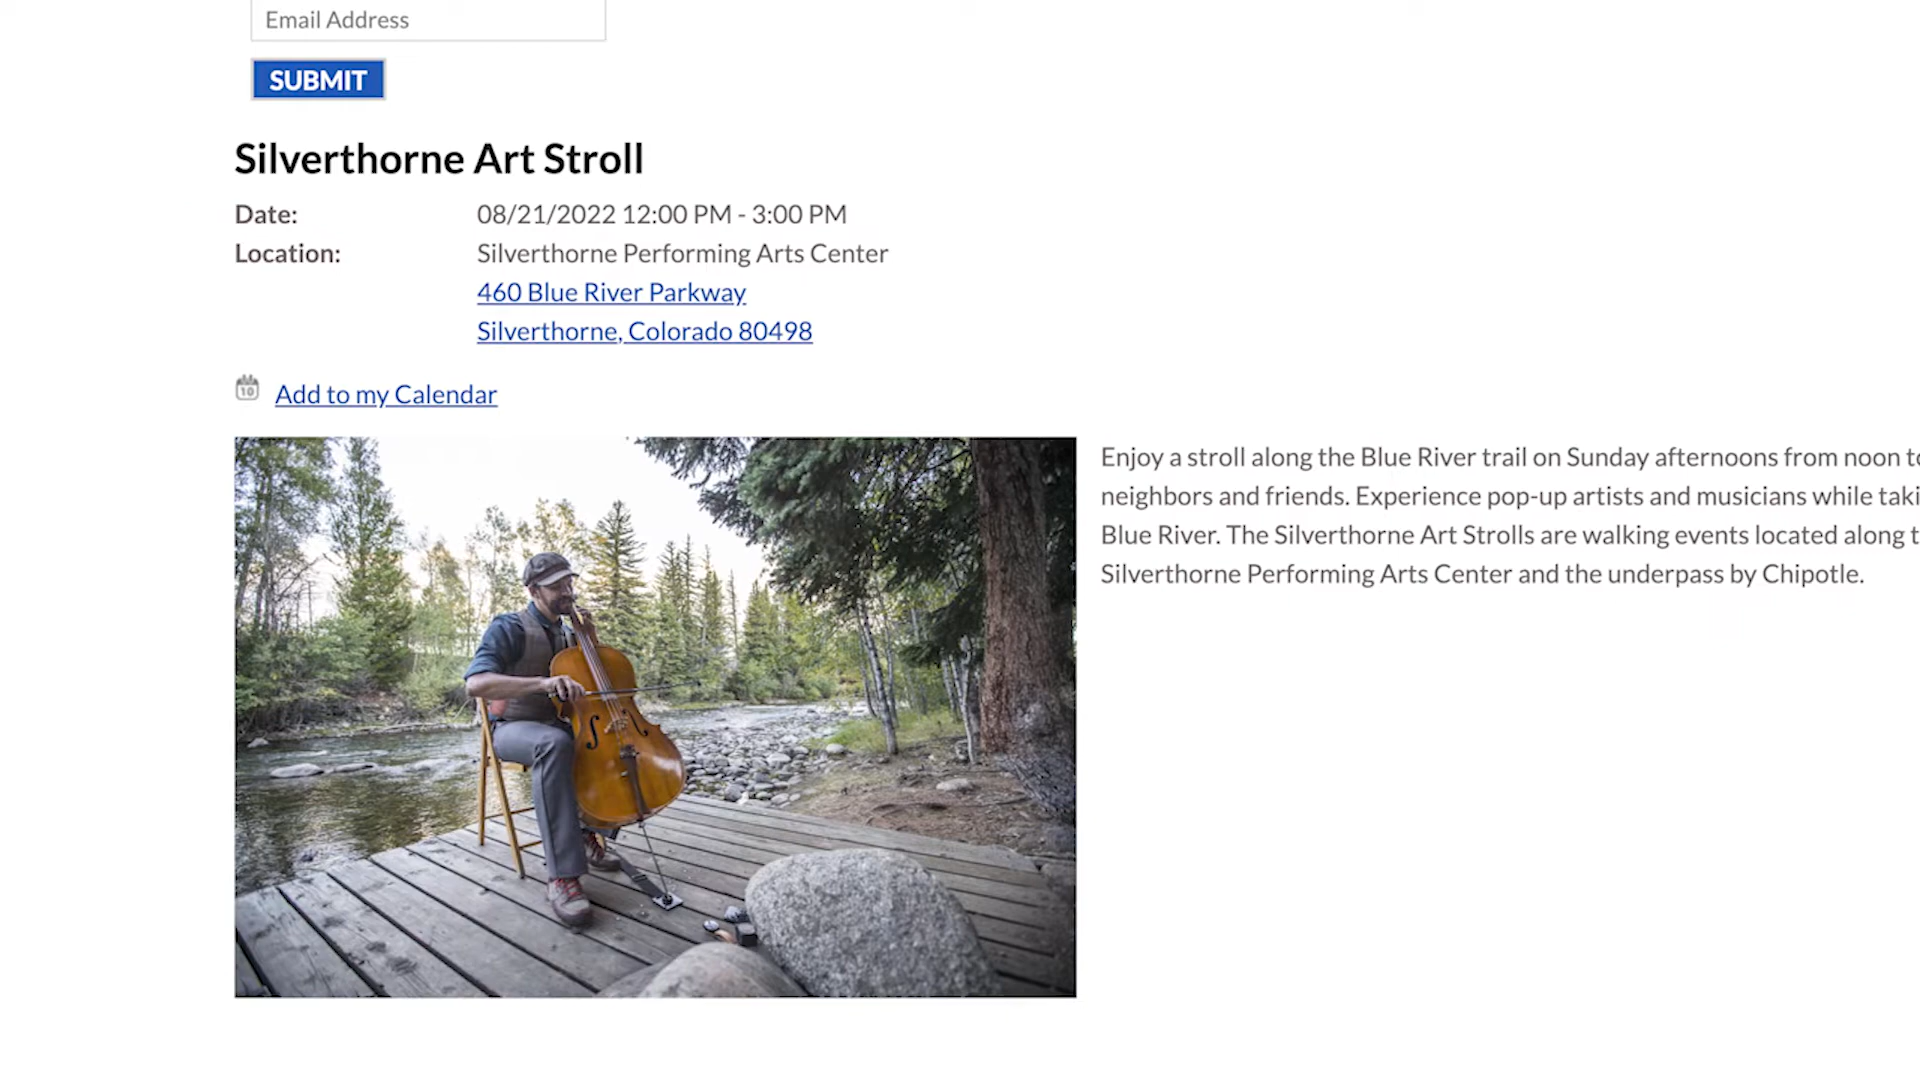 Email Address
SUBMIT
Silverthorne Art Stroll
Date: 08/21/2022 12:00 PM - 3:00 PM
Location: Silverthorne Performing Arts Center
460 Blue River Parkway
Silverthorne, Colorado 80498
10 Add to my Calendar
Enjoy a stroll along the Blue River trail on Sunday afternoons from noon
neighbors and friends. Experience pop-up artists and musicians while
Blue River. The Silverthorne Art Strolls are walking events located along
Silverthorne Performing Arts Center and the underpass by Chipotle.